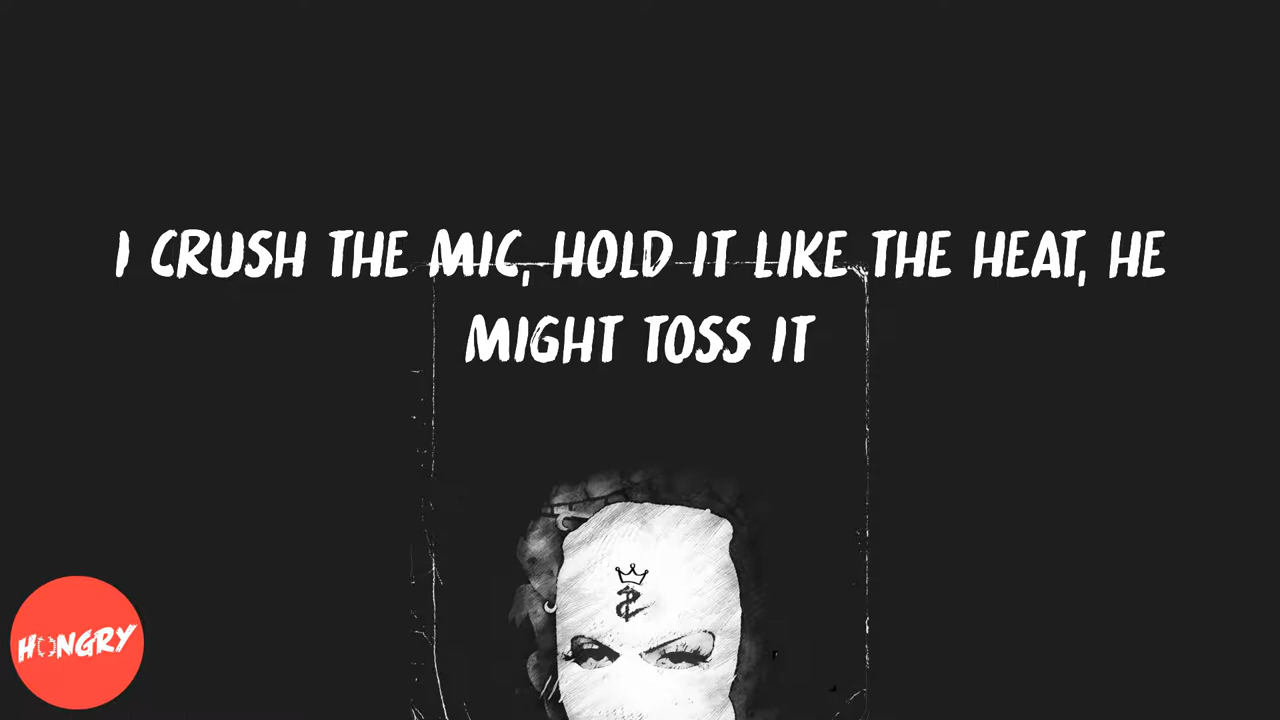 I CRUSH THE MIC, HOLD IT LIKE THE HEAT, HE
MIGHT TOSS IT
HONGRY